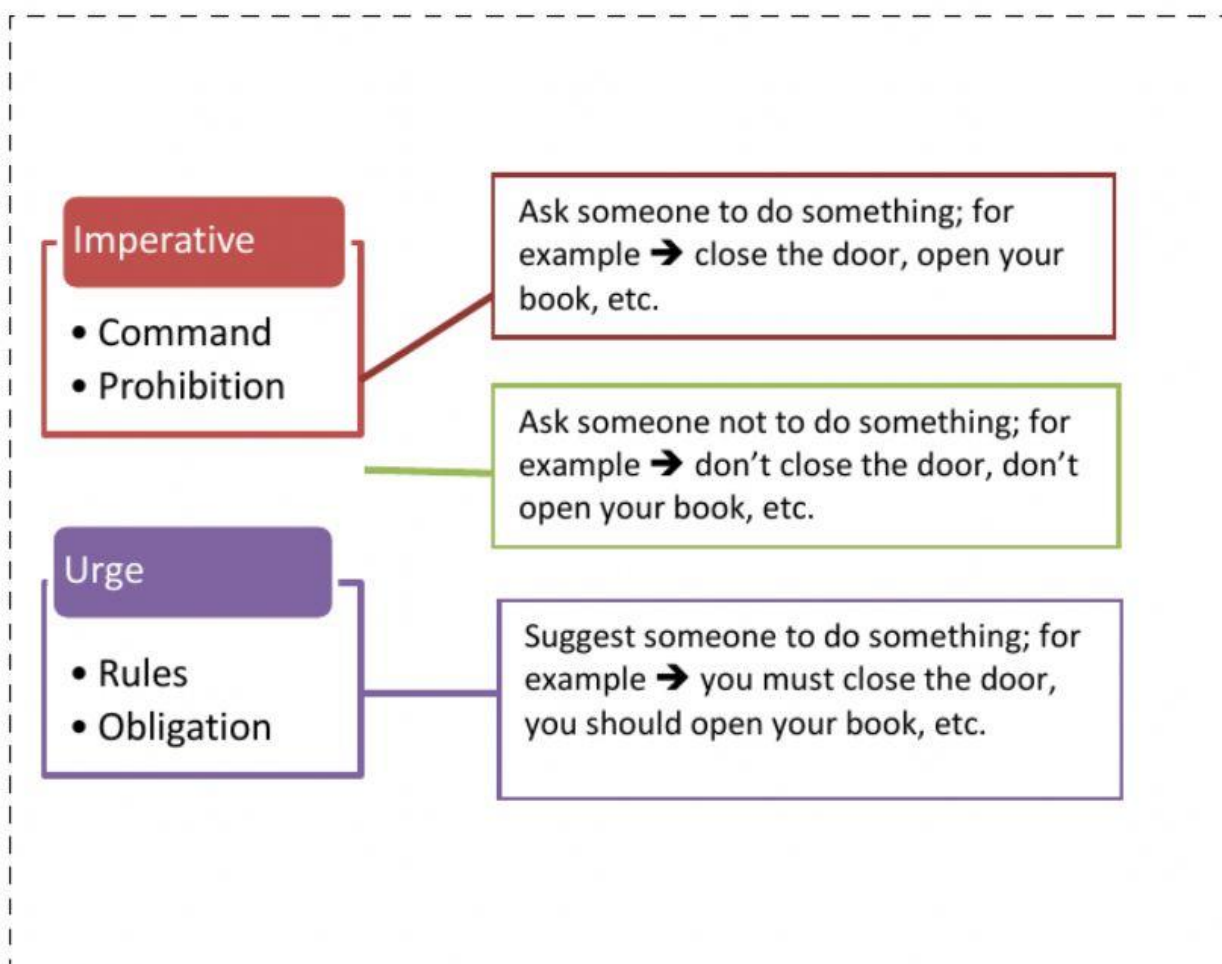 Imperative
• Command
• Prohibition
Ask someone to do something; for
example ➔ close the door, open your
book, etc.
Ask someone not to do something; for
example ➔ don’t close the door, don’t
open your book, etc.
Urge
• Rules
• Obligation
Suggest someone to do something; for
example ➔ you must close the door,
you should open your book, etc.